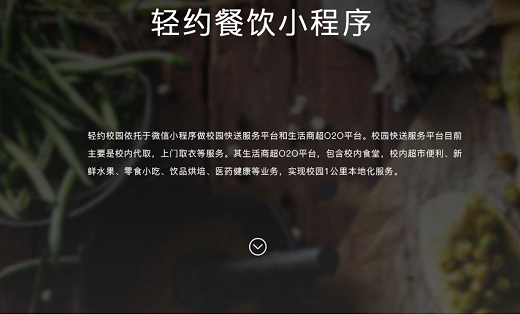 轻约餐饮小程序
轻约校园依托于微信小程序做校园快送服务平台和生活商超O2O平台。校园快送服务平台目前
主要是校内代取，上门取衣等服务。其生活商超O2O平台，包含校内食堂，校内超市便利、新
鲜水果、零食小吃、饮品烘培、医药健康等业务，实现校园1公里本地化服务。